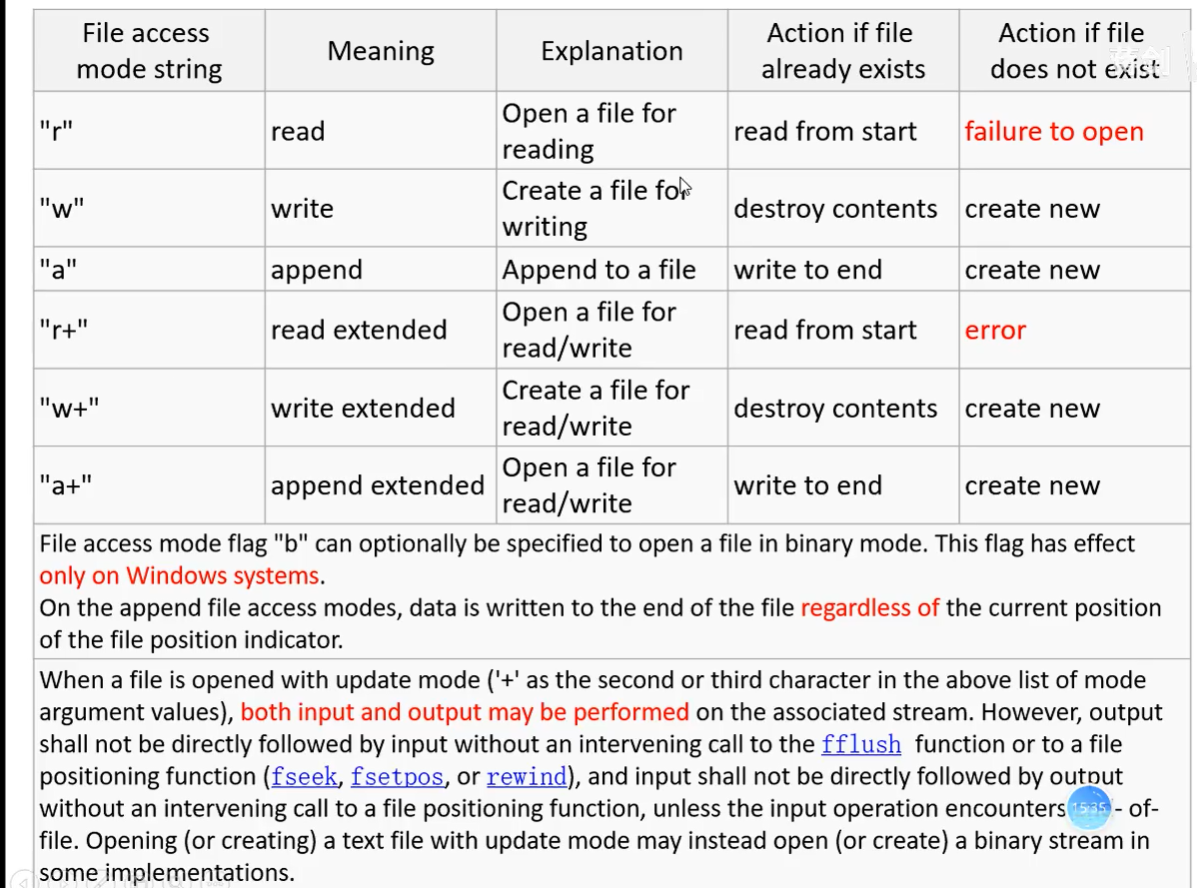 File access mode string | Meaning | Explanation | Action if file already exists | Action if file does not exist
"r" | read | Open a file for reading | read from start | failure to open
"w" | write | Create a file for writing | destroy contents | create new
"a" | append | Append to a file | write to end | create new
"r+" | read extended | Open a file for read/write | read from start | error
"w+" | write extended | Create a file for read/write | destroy contents | create new
"a+" | append extended | Open a file for read/write | write to end | create new
File access mode flag "b" can optionally be specified to open a file in binary mode. This flag has effect
only on Windows systems.
On the append file access modes, data is written to the end of the file regardless of the current position
of the file position indicator.
When a file is opened with update mode ('+' as the second or third character in the above list of mode
argument values), both input and output may be performed on the associated stream. However, output
shall not be directly followed by input without an intervening call to the fflush function or to a file
positioning function (fseek, fsetpos, or rewind), and input shall not be directly followed by output
without an intervening call to a file positioning function, unless the input operation encounters 15:35 - of-
file. Opening (or creating) a text file with update mode may instead open (or create) a binary stream in
some implementations.